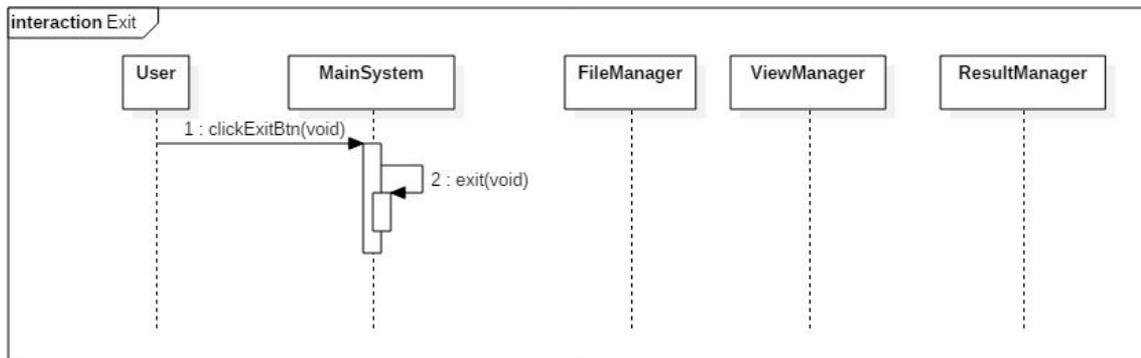 interaction Exit
User
MainSystem
FileManager
ViewManager
ResultManager
1 : clickExitBtn(void)
2 : exit(void)